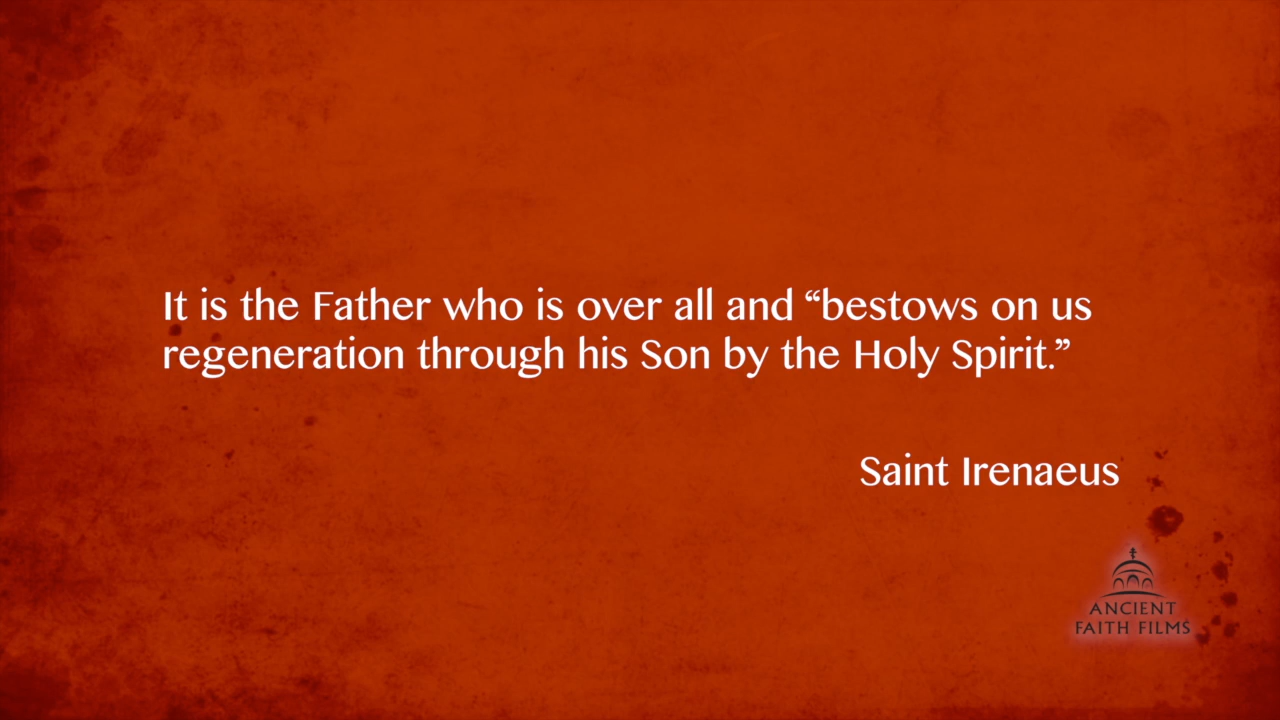 It is the Father who is over all and “bestows on us
regeneration through his Son by the Holy Spirit.”
Saint Irenaeus
ANCIENT
FAITH FILMS